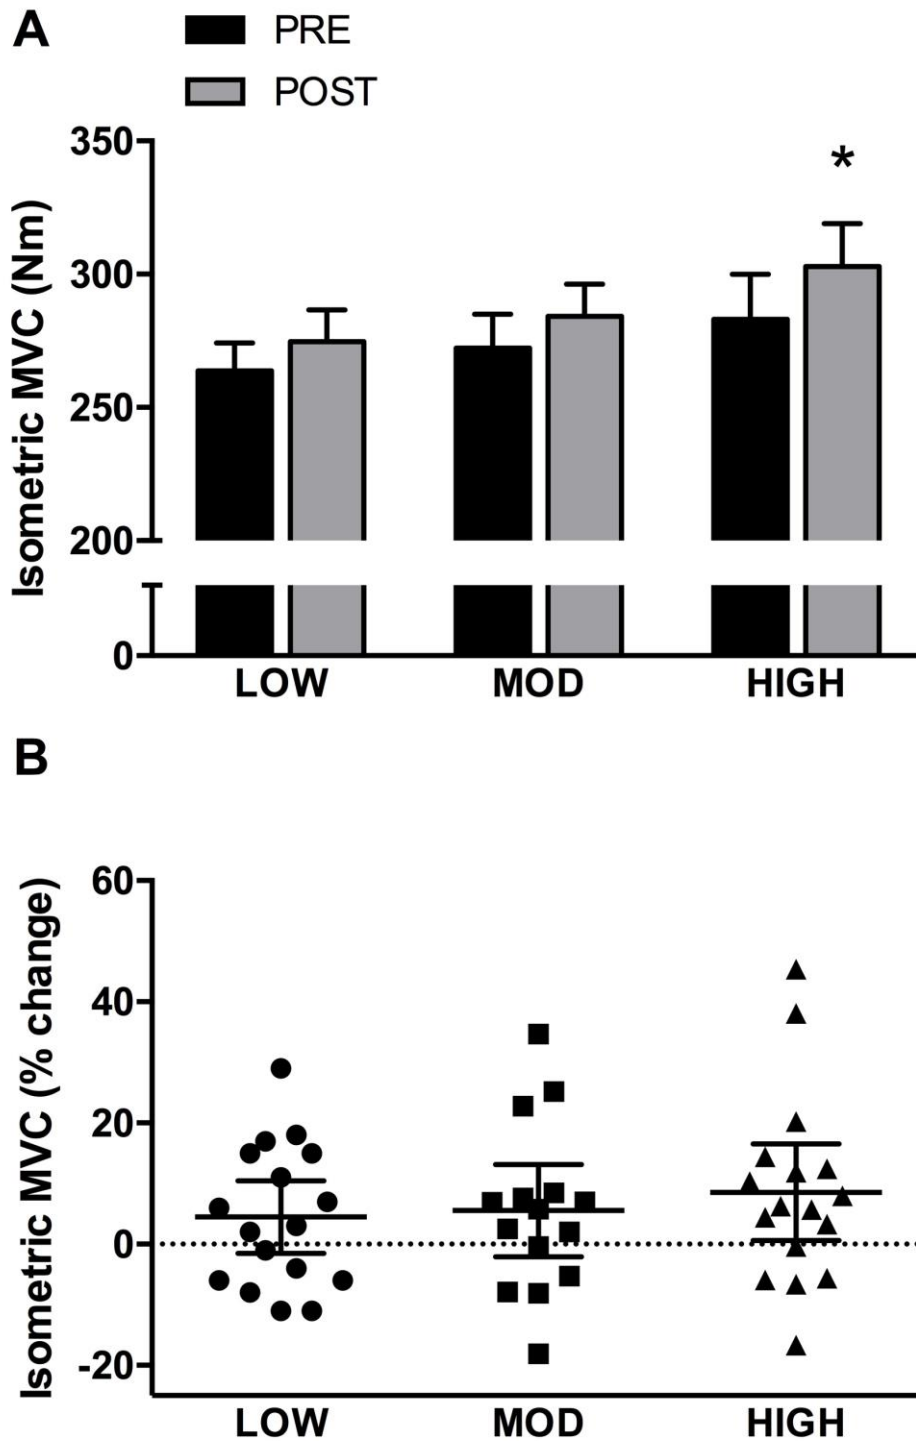 A
PRE
POST
Isometric MVC (Nm)
350
*
300
250
200
0
LOW MOD HIGH
B
Isometric MVC (% change)
60
40
20
0
-20
LOW MOD HIGH